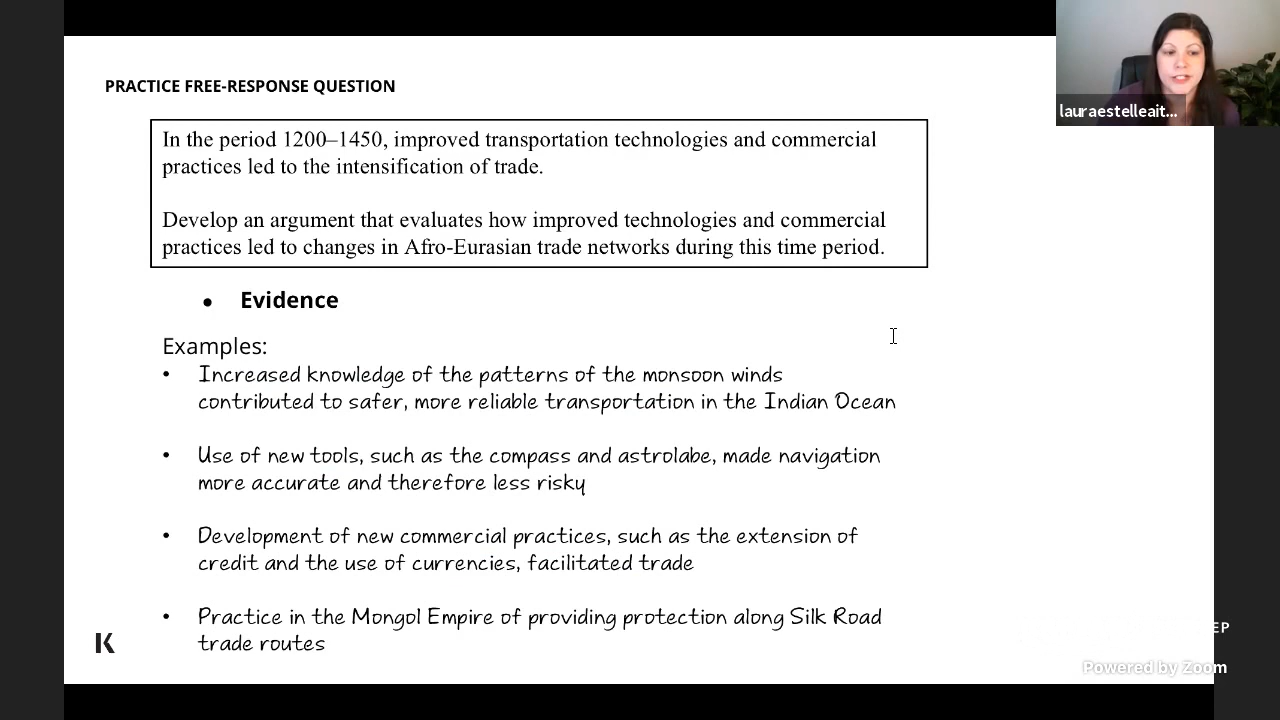 lauraestelleait...
PRACTICE FREE-RESPONSE QUESTION
In the period 1200–1450, improved transportation technologies and commercial
practices led to the intensification of trade.
Develop an argument that evaluates how improved technologies and commercial
practices led to changes in Afro-Eurasian trade networks during this time period.
• Evidence
Examples:
• Increased knowledge of the patterns of the monsoon winds
contributed to safer, more reliable transportation in the Indian Ocean
• Use of new tools, such as the compass and astrolabe, made navigation
more accurate and therefore less risky
• Development of new commercial practices, such as the extension of
credit and the use of currencies, facilitated trade
• Practice in the Mongol Empire of providing protection along Silk Road
trade routes
K
EP
Powered by Zoom